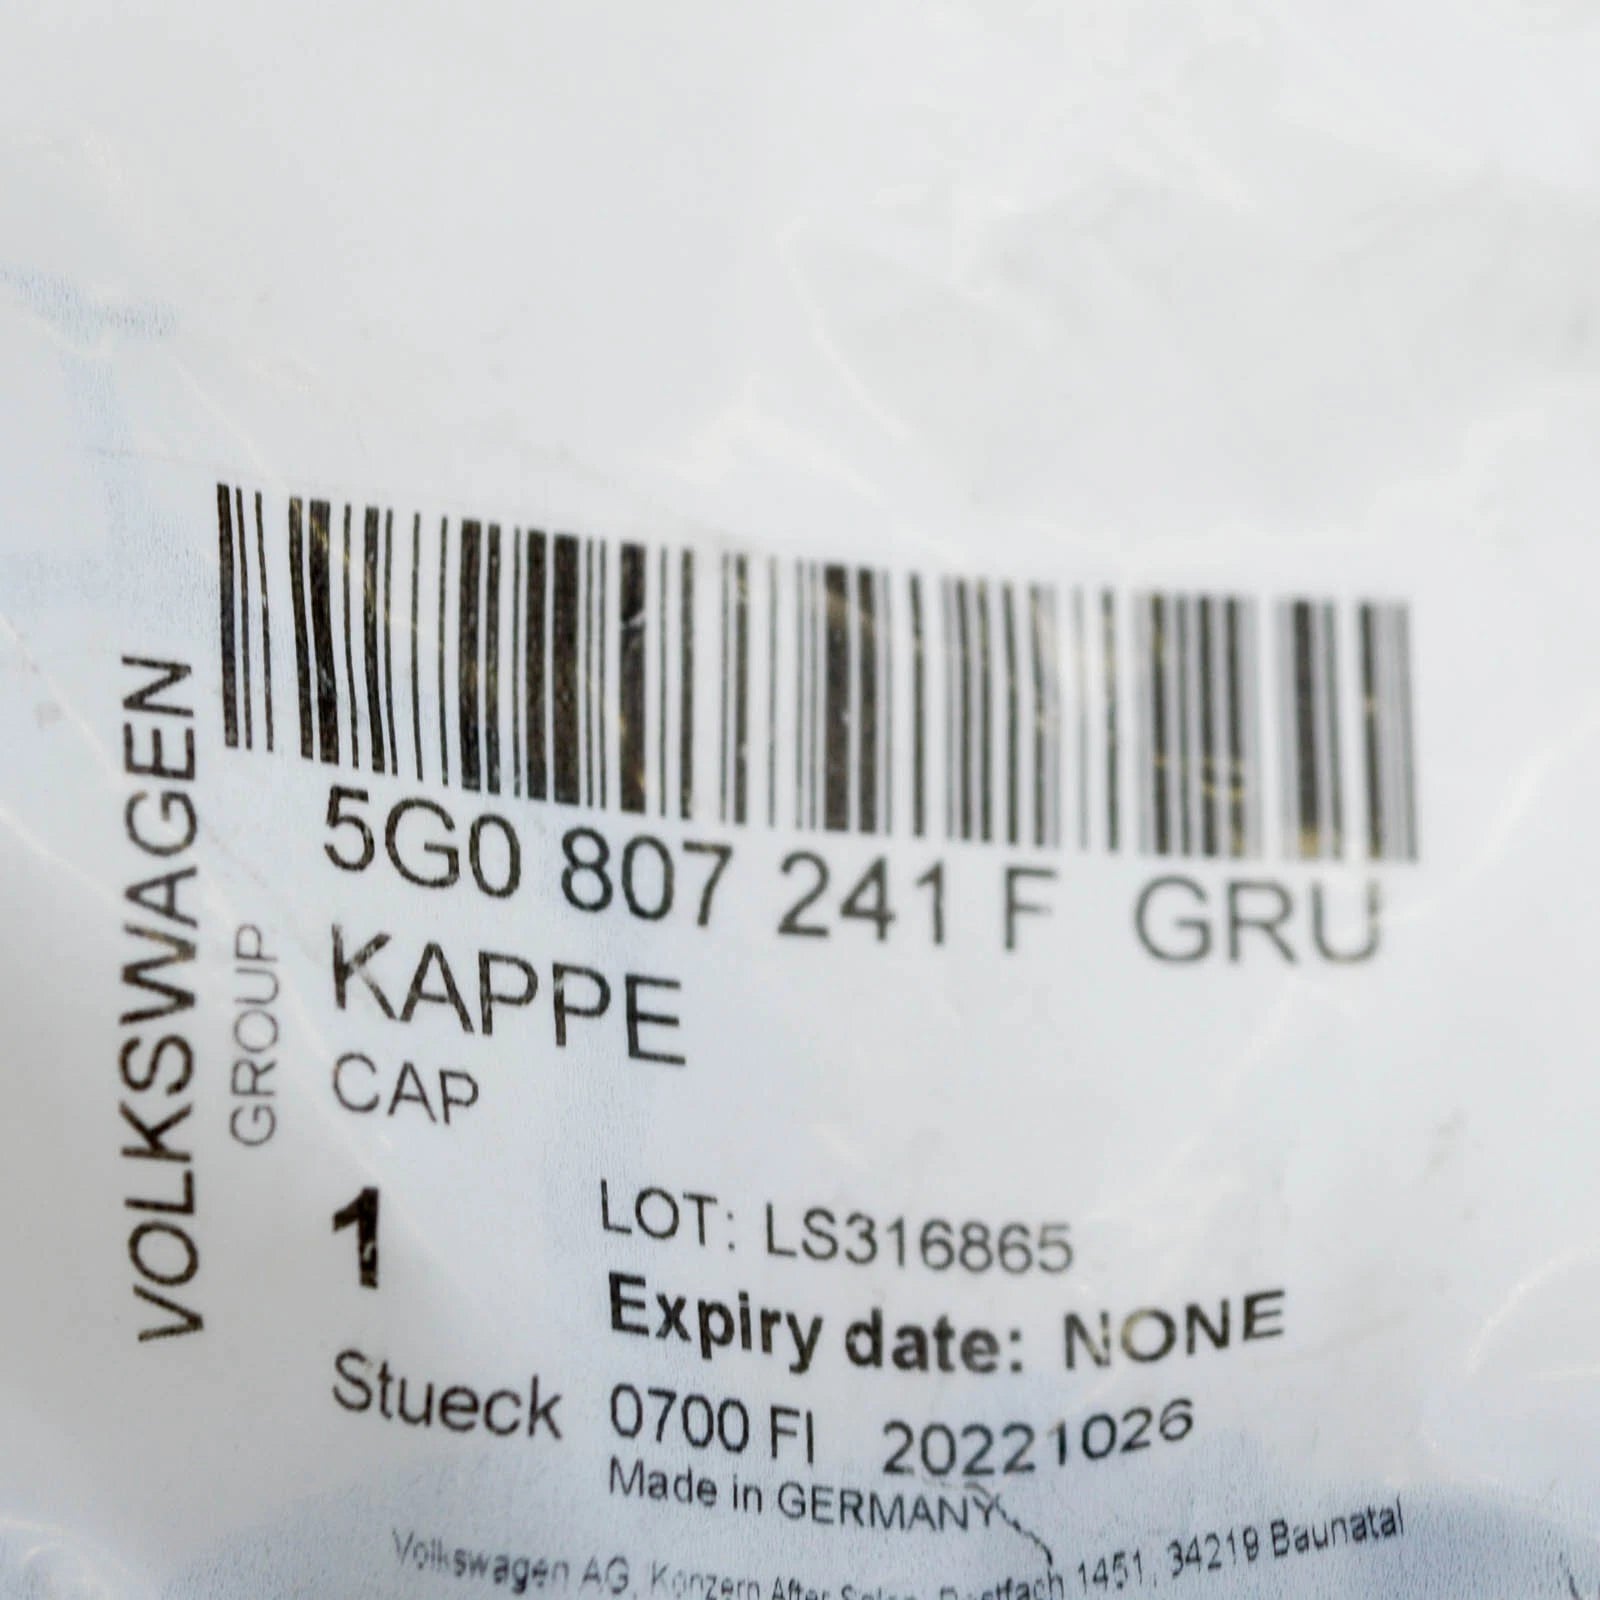 VOLKSWAGEN
GROUP
5G0 807 241 F GRU
KAPPE
CAP
1
Stueck
LOT: LS316865
Expiry date: NONE
0700 FI 20221026
Made in GERMANY
Volkswagen AG, Konzern After Sales, Postfach 1451, 34219 Baunatal